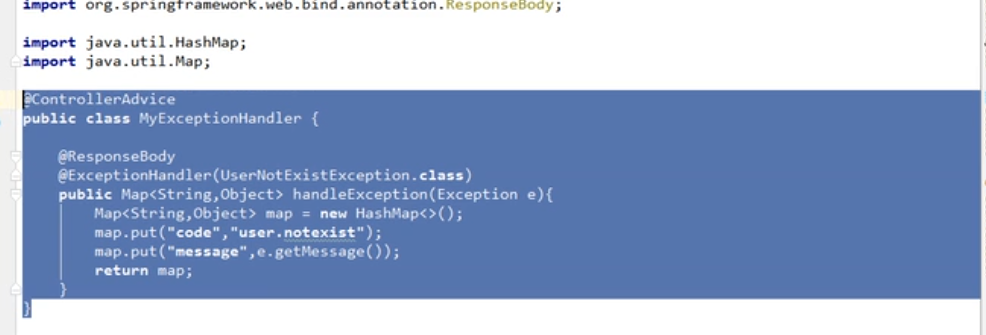 import org.springframework.web.bind.annotation.ResponseBody;
import java.util.HashMap;
import java.util.Map;
@ControllerAdvice
public class MyExceptionHandler {
@ResponseBody
@ExceptionHandler(UserNotExistException.class)
public Map<String,Object> handleException(Exception e){
Map<String,Object> map = new HashMap<>();
map.put("code","user.notexist");
map.put("message",e.getMessage());
return map;
}
}